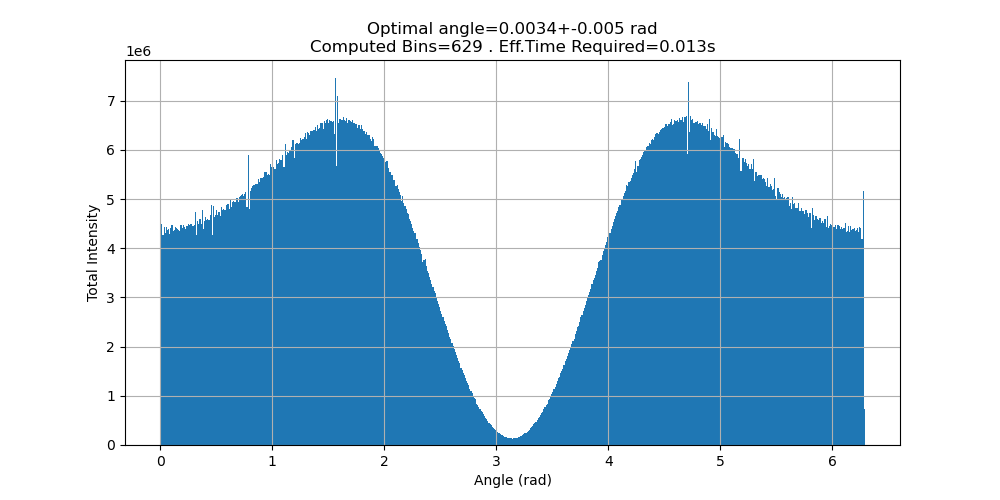 Optimal angle=0.0034+-0.005 rad
Computed Bins=629 . Eff.Time Required=0.013s
1e6
7
6
5
4
3
2
1
0
Total Intensity
0 1 2 3 4 5 6
Angle (rad)